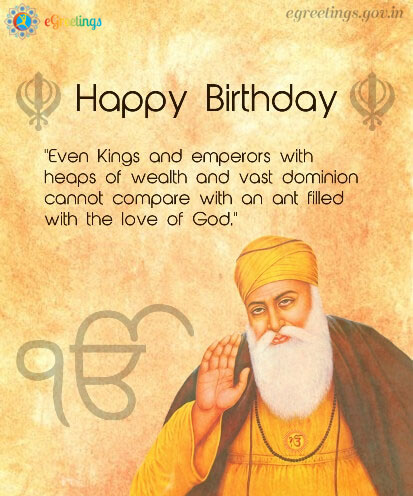 eGreetings
egreetings.gov.in
Happy Birthday
"Even Kings and emperors with
heaps of wealth and vast dominion
cannot compare with an ant filled
with the love of God."
ੴ
ੴ